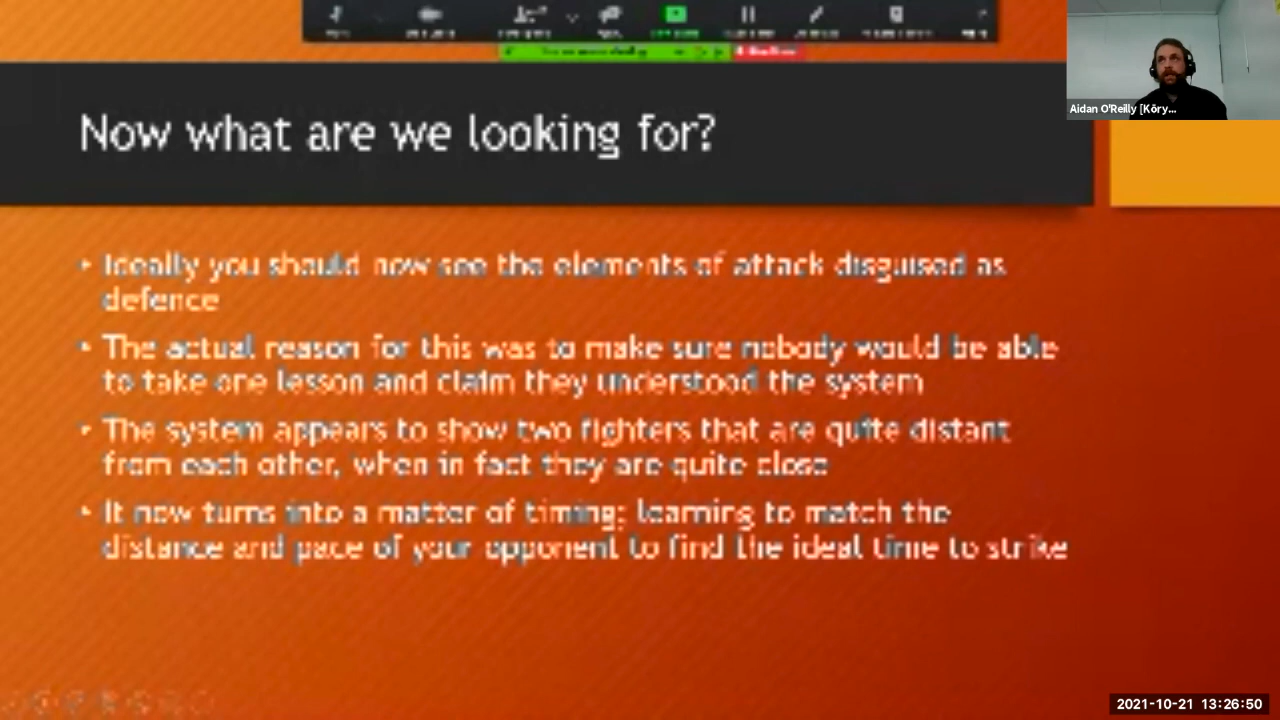 Aidan O'Reilly [Kōry...
Now what are we looking for?
Ideally you should now see the elements of attack disguised as
defence
The actual reason for this was to make sure nobody would be able
to take one lesson and claim they understood the system
The system appears to show two fighters that are quite distant
from each other, when in fact they are quite close
It now turns into a matter of timing; learning to match the
distance and pace of your opponent to find the ideal time to strike
2021-10-21 13:26:50